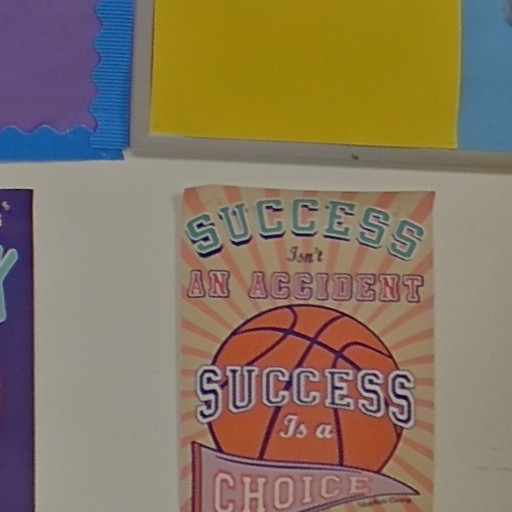 SUCCESS
Isn't
AN ACCIDENT
SUCCESS
Is a
CHOICE